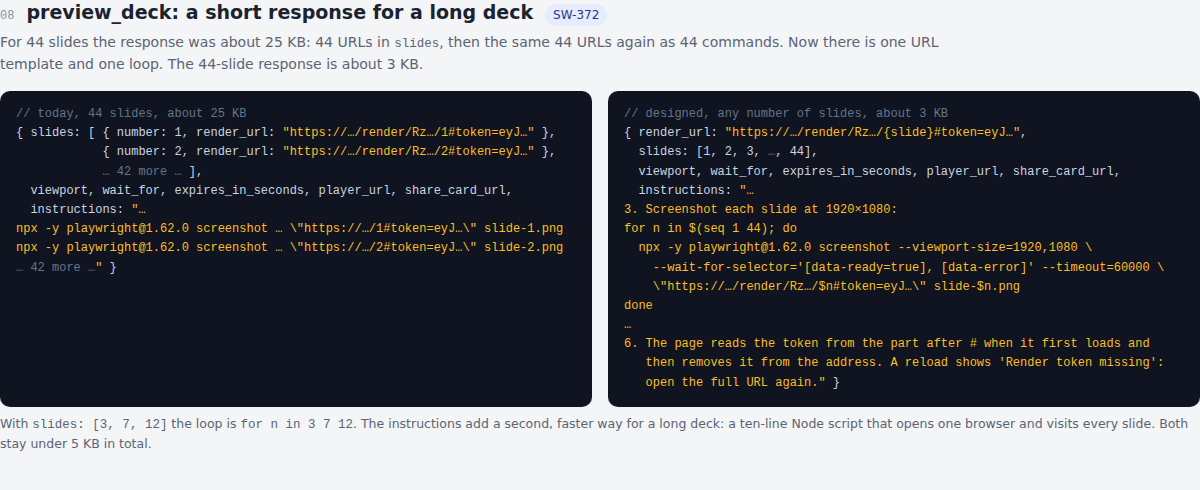 08 preview_deck: a short response for a long deck SW-372
For 44 slides the response was about 25 KB: 44 URLs in slides, then the same 44 URLs again as 44 commands. Now there is one URL
template and one loop. The 44-slide response is about 3 KB.
// today, 44 slides, about 25 KB
{ slides: [ { number: 1, render_url: "https://…/render/Rz…/1#token=eyJ…" },
{ number: 2, render_url: "https://…/render/Rz…/2#token=eyJ…" },
… 42 more … ],
viewport, wait_for, expires_in_seconds, player_url, share_card_url,
instructions: "…
npx -y playwright@1.62.0 screenshot … \"https://…/1#token=eyJ…\" slide-1.png
npx -y playwright@1.62.0 screenshot … \"https://…/2#token=eyJ…\" slide-2.png
… 42 more …" }
// designed, any number of slides, about 3 KB
{ render_url: "https://…/render/Rz…/{slide}#token=eyJ…",
slides: [1, 2, 3, …, 44],
viewport, wait_for, expires_in_seconds, player_url, share_card_url,
instructions: "…
3. Screenshot each slide at 1920×1080:
for n in $(seq 1 44); do
npx -y playwright@1.62.0 screenshot --viewport-size=1920,1080 \
--wait-for-selector='[data-ready=true], [data-error]' --timeout=60000 \
\"https://…/render/Rz…/$n#token=eyJ…\" slide-$n.png
done
…
6. The page reads the token from the part after # when it first loads and
then removes it from the address. A reload shows 'Render token missing':
open the full URL again." }
With slides: [3, 7, 12] the loop is for n in 3 7 12. The instructions add a second, faster way for a long deck: a ten-line Node script that opens one browser and visits every slide. Both
stay under 5 KB in total.